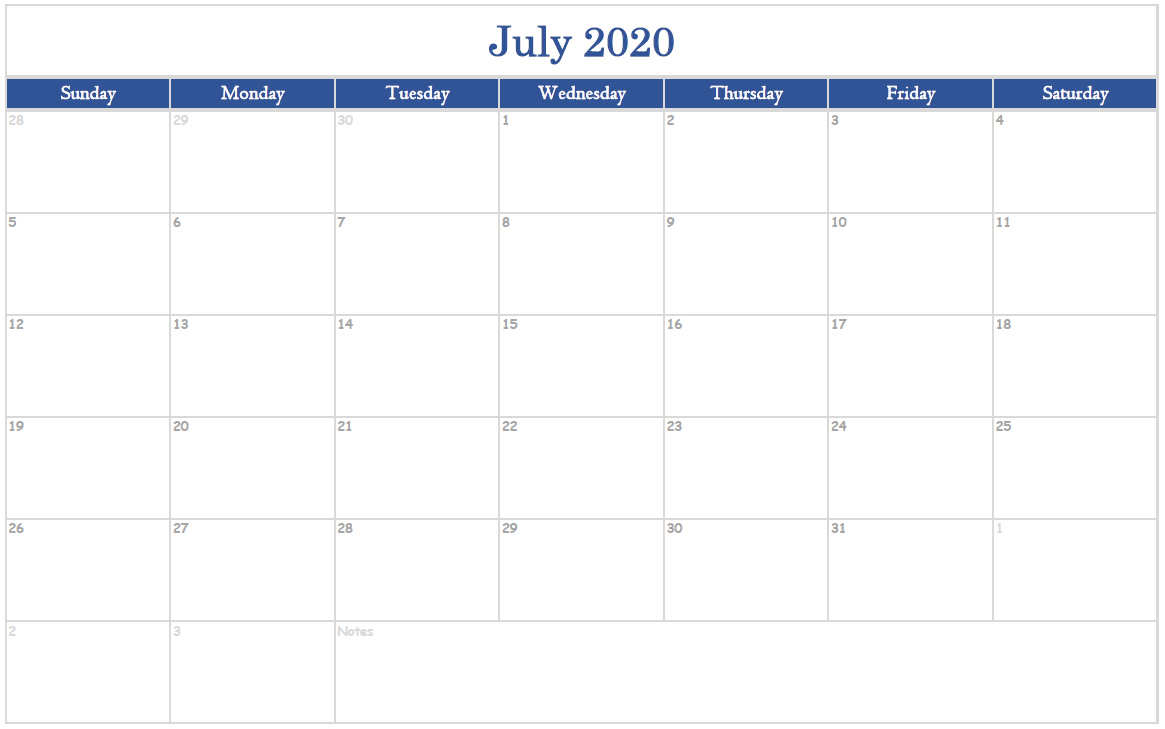 July 2020
Sunday Monday Tuesday Wednesday Thursday Friday Saturday
28 29 30 1 2 3 4
5 6 7 8 9 10 11
12 13 14 15 16 17 18
19 20 21 22 23 24 25
26 27 28 29 30 31 1
2 3 Notes